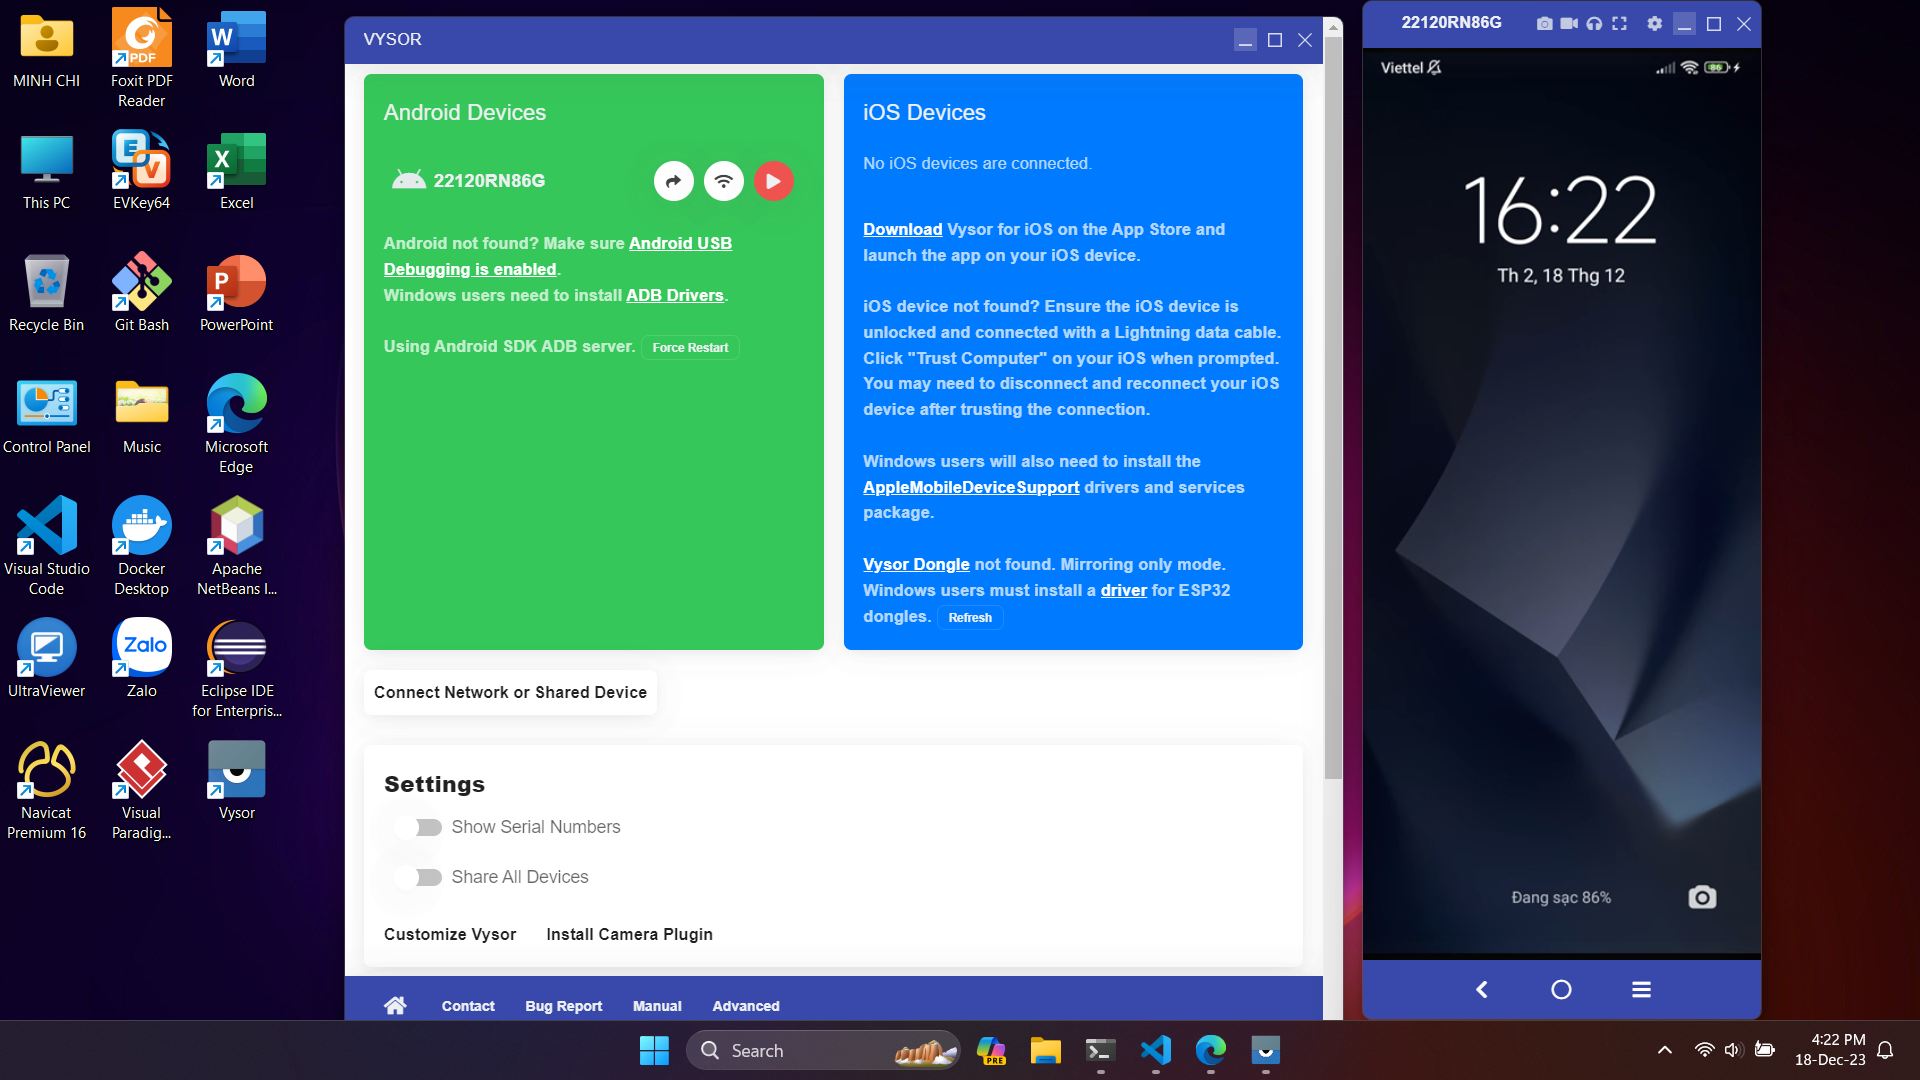 MINH CHI
Foxit PDF
Reader
Word
This PC
EVKey64
Excel
Recycle Bin
Git Bash
PowerPoint
Control Panel
Music
Microsoft
Edge
Visual Studio
Code
Docker
Desktop
Apache
NetBeans I...
UltraViewer
Zalo
Zalo
Eclipse IDE
for Enterpris...
Navicat
Premium 16
Visual
Paradig...
Vysor
PDF
W
E
V
X
P
VYSOR
Android Devices
22120RN86G
Android not found? Make sure Android USB
Debugging is enabled.
Windows users need to install ADB Drivers.
Using Android SDK ADB server. Force Restart
iOS Devices
No iOS devices are connected.
Download Vysor for iOS on the App Store and
launch the app on your iOS device.
iOS device not found? Ensure the iOS device is
unlocked and connected with a Lightning data cable.
Click "Trust Computer" on your iOS when prompted.
You may need to disconnect and reconnect your iOS
device after trusting the connection.
Windows users will also need to install the
AppleMobileDeviceSupport drivers and services
package.
Vysor Dongle not found. Mirroring only mode.
Windows users must install a driver for ESP32
dongles. Refresh
Connect Network or Shared Device
Settings
Show Serial Numbers
Share All Devices
Customize Vysor Install Camera Plugin
Contact Bug Report Manual Advanced
22120RN86G
Viettel
86
16:22
Th 2, 18 Thg 12
Đang sạc 86%
Search
PRE
4:22 PM
18-Dec-23